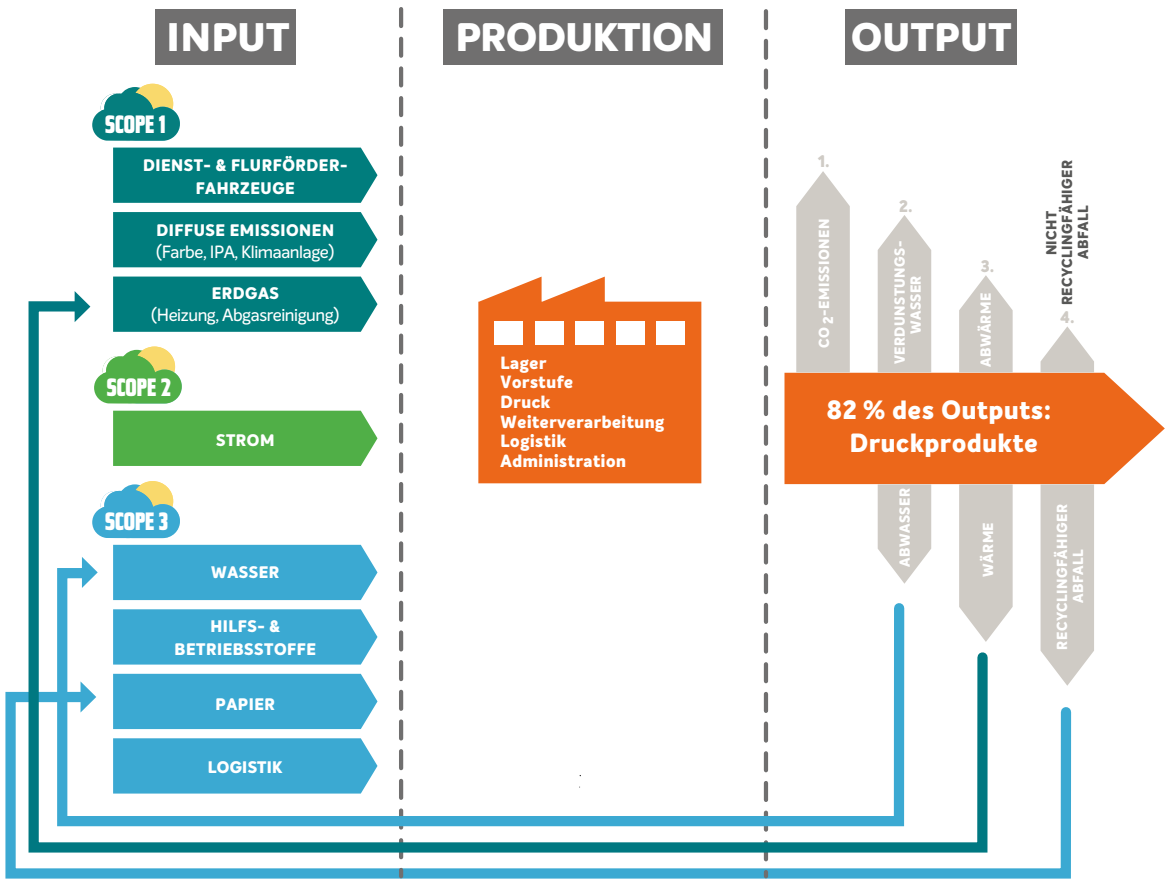 INPUT
PRODUKTION
OUTPUT
SCOPE 1
DIENST- & FLURFÖRDER-
FAHRZEUGE
DIFFUSE EMISSIONEN
(Farbe, IPA, Klimaanlage)
ERDGAS
(Heizung, Abgasreinigung)
SCOPE 2
STROM
SCOPE 3
WASSER
HILFS- &
BETRIEBSSTOFFE
PAPIER
LOGISTIK
Lager
Vorstufe
Druck
Weiterverarbeitung
Logistik
Administration
1.
CO2-EMISSIONEN
2.
VERDUNSTUNGS-
WASSER
3.
ABWÄRME
NICHT
RECYCLINGFÄHIGER
ABFALL
4.
82 % des Outputs:
Druckprodukte
ABWASSER
WÄRME
RECYCLINGFÄHIGER
ABFALL